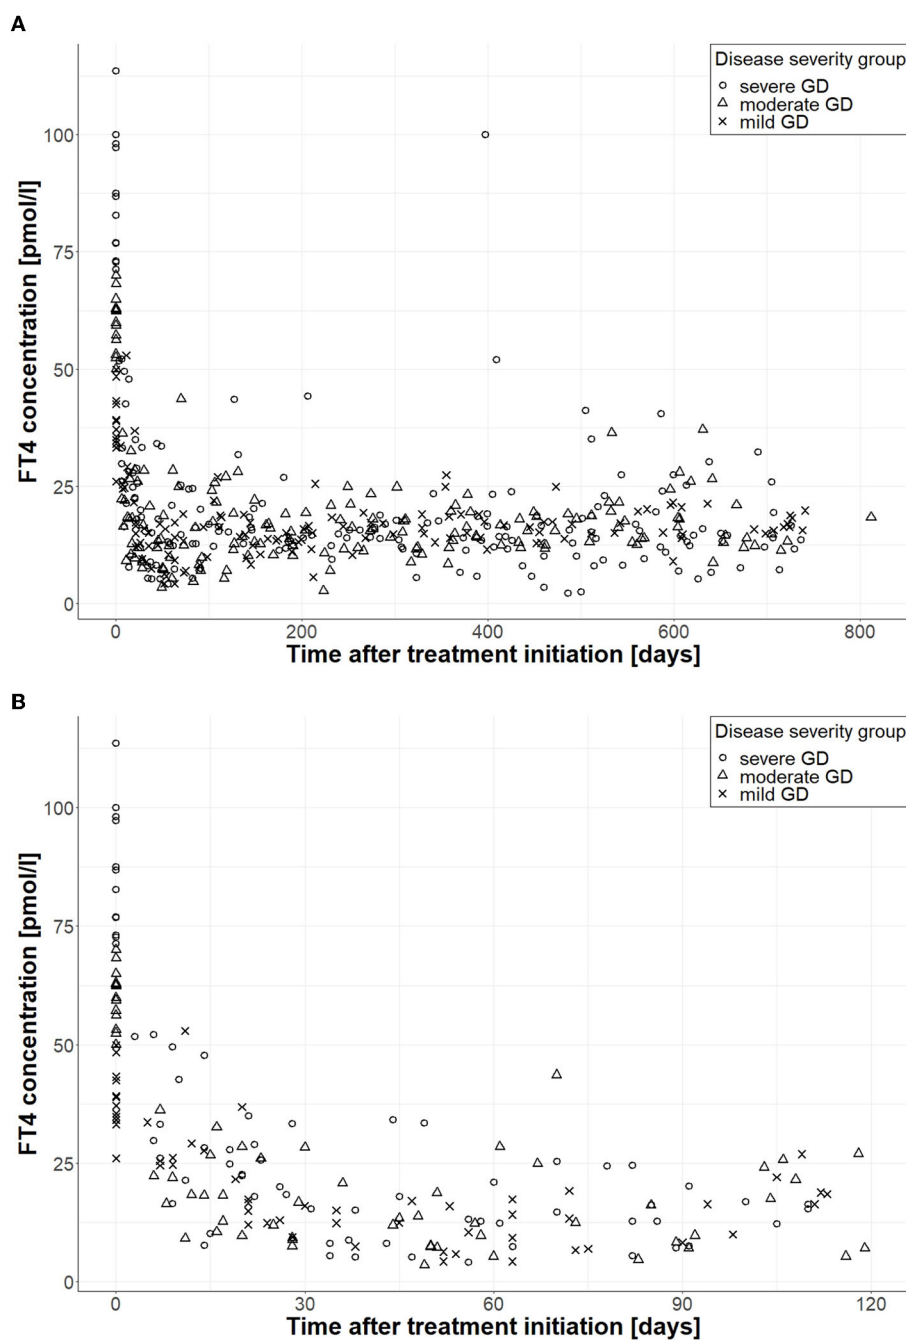 A
Disease severity group
severe GD
moderate GD
mild GD
100
75
50
25
0
FT4 concentration [pmol/l]
0 200 400 600 800
Time after treatment initiation [days]
B
Disease severity group
severe GD
moderate GD
mild GD
100
75
50
25
0
FT4 concentration [pmol/l]
0 30 60 90 120
Time after treatment initiation [days]